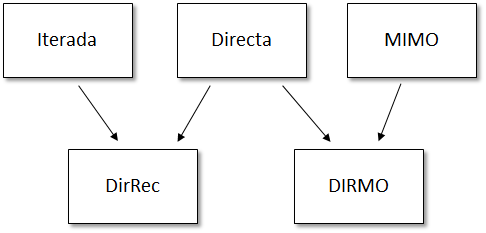 Iterada
Directa
MIMO
DirRec
DIRMO